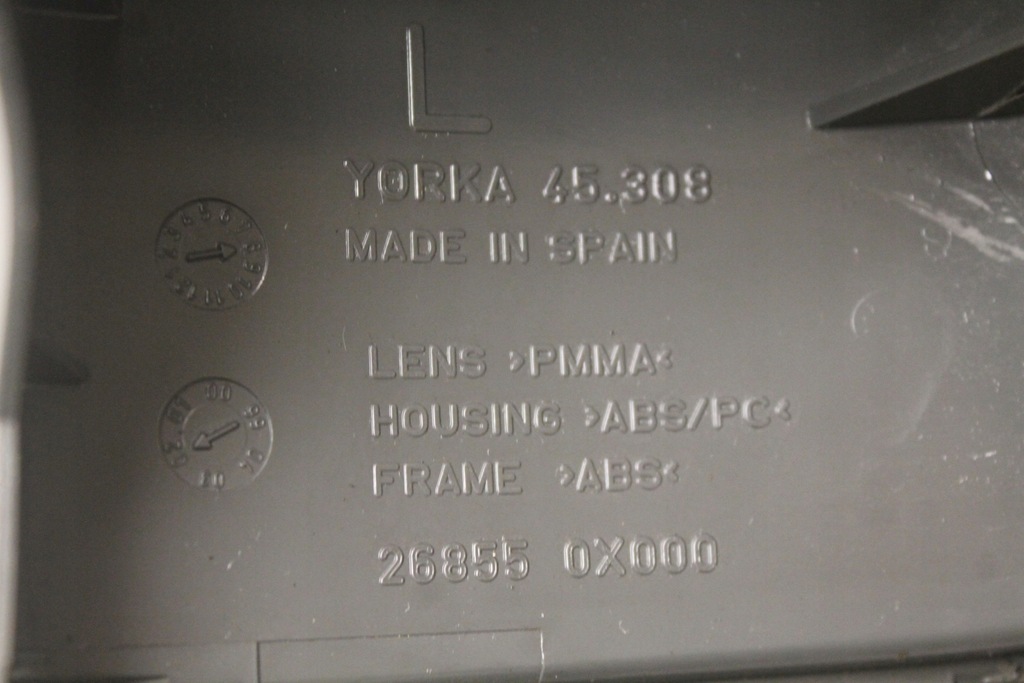 L
YORKA 45.308
MADE IN SPAIN
LENS >PMMA<
HOUSING >ABS/PC<
FRAME >ABS<
26855 0X000